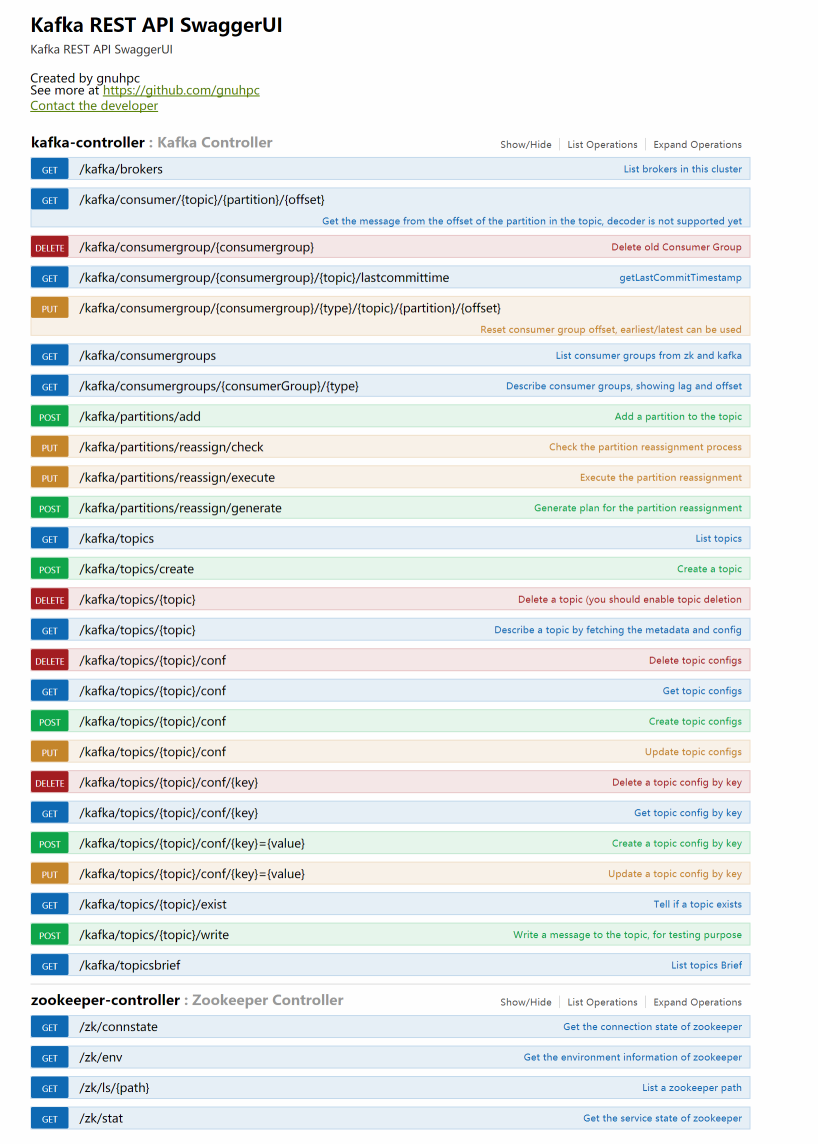 Kafka REST API SwaggerUI
Kafka REST API SwaggerUI
Created by gnuhpc
See more at https://github.com/gnuhpc
Contact the developer
kafka-controller : Kafka Controller Show/Hide List Operations Expand Operations
GET /kafka/brokers List brokers in this cluster
GET /kafka/consumer/{topic}/{partition}/{offset}
Get the message from the offset of the partition in the topic, decoder is not supported yet
DELETE /kafka/consumergroup/{consumergroup} Delete old Consumer Group
GET /kafka/consumergroup/{consumergroup}/{topic}/lastcommittime getLastCommitTimestamp
PUT /kafka/consumergroup/{consumergroup}/{type}/{topic}/{partition}/{offset}
Reset consumer group offset, earliest/latest can be used
GET /kafka/consumergroups List consumer groups from zk and kafka
GET /kafka/consumergroups/{consumerGroup}/{type} Describe consumer groups, showing lag and offset
POST /kafka/partitions/add Add a partition to the topic
PUT /kafka/partitions/reassign/check Check the partition reassignment process
PUT /kafka/partitions/reassign/execute Execute the partition reassignment
POST /kafka/partitions/reassign/generate Generate plan for the partition reassignment
GET /kafka/topics List topics
POST /kafka/topics/create Create a topic
DELETE /kafka/topics/{topic} Delete a topic (you should enable topic deletion
GET /kafka/topics/{topic} Describe a topic by fetching the metadata and config
DELETE /kafka/topics/{topic}/conf Delete topic configs
GET /kafka/topics/{topic}/conf Get topic configs
POST /kafka/topics/{topic}/conf Create topic configs
PUT /kafka/topics/{topic}/conf Update topic configs
DELETE /kafka/topics/{topic}/conf/{key} Delete a topic config by key
GET /kafka/topics/{topic}/conf/{key} Get topic config by key
POST /kafka/topics/{topic}/conf/{key}={value} Create a topic config by key
PUT /kafka/topics/{topic}/conf/{key}={value} Update a topic config by key
GET /kafka/topics/{topic}/exist Tell if a topic exists
POST /kafka/topics/{topic}/write Write a message to the topic, for testing purpose
GET /kafka/topicsbrief List topics Brief
zookeeper-controller : Zookeeper Controller Show/Hide List Operations Expand Operations
GET /zk/connstate Get the connection state of zookeeper
GET /zk/env Get the environment information of zookeeper
GET /zk/ls/{path} List a zookeeper path
GET /zk/stat Get the service state of zookeeper